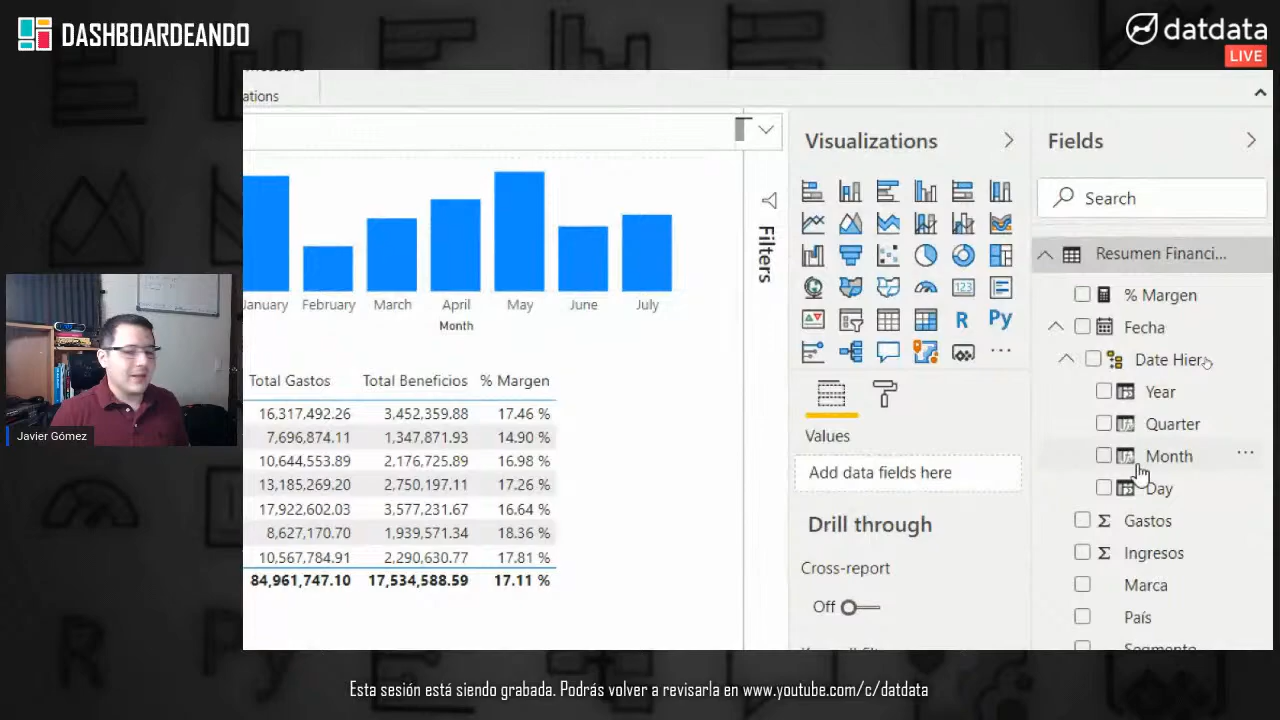 DASHBOARDEANDO
datdata
LIVE
ations
Visualizations
Fields
Search
Filters
Resumen Financi...
% Margen
Fecha
Date Hier
Year
Quarter
Month
Day
Gastos
Ingresos
Marca
País
January February March April May June July
Month
Total Gastos Total Beneficios % Margen
16,317,492.26 3,452,359.88 17.46 %
7,696,874.11 1,347,871.93 14.90 %
10,644,553.89 2,176,725.89 16.98 %
13,185,269.20 2,750,197.11 17.26 %
17,922,602.03 3,577,231.67 16.64 %
8,627,170.70 1,939,571.34 18.36 %
10,567,784.91 2,290,630.77 17.81 %
84,961,747.10 17,534,588.59 17.11 %
R Py
...
Values
Add data fields here
Drill through
Cross-report
Off
Javier Gómez
Esta sesión está siendo grabada. Podrás volver a revisarla en www.youtube.com/c/datdata